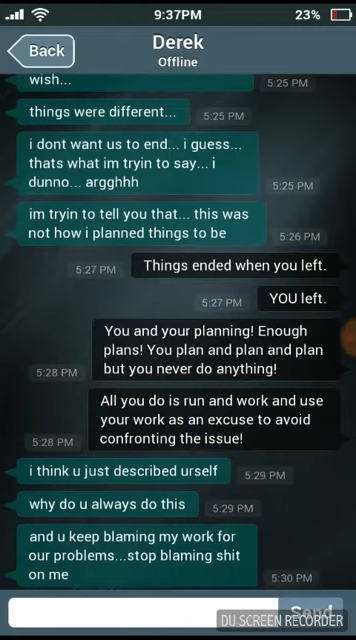 9:37PM
23%
Back
Derek
Offline
wish...
5:25 PM
things were different...
5:25 PM
i dont want us to end... i guess...
thats what im tryin to say... i
dunno... argghhh
5:25 PM
im tryin to tell you that... this was
not how i planned things to be
5:26 PM
Things ended when you left.
5:27 PM
YOU left.
5:27 PM
You and your planning! Enough
plans! You plan and plan and plan
but you never do anything!
5:28 PM
All you do is run and work and use
your work as an excuse to avoid
confronting the issue!
5:28 PM
i think u just described urself
5:29 PM
why do u always do this
5:29 PM
and u keep blaming my work for
our problems...stop blaming shit
on me
5:30 PM
Send
DU SCREEN RECORDER